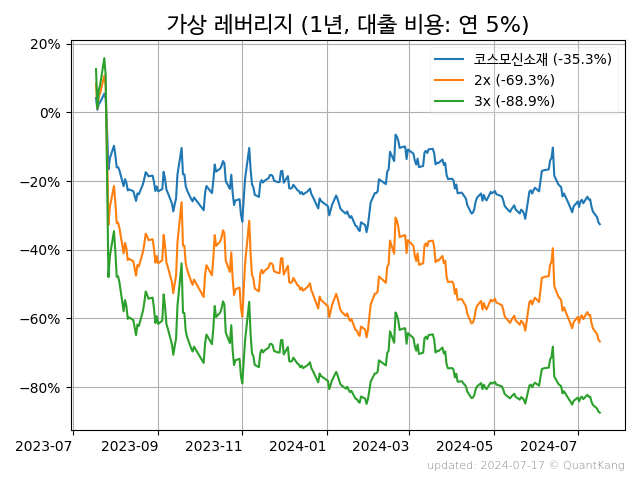 가상 레버리지 (1년, 대출 비용: 연 5%)
코스모신소재 (-35.3%)
2x (-69.3%)
3x (-88.9%)
20%
0%
−20%
−40%
−60%
−80%
2023-07 2023-09 2023-11 2024-01 2024-03 2024-05 2024-07
updated: 2024-07-17 © QuantKang